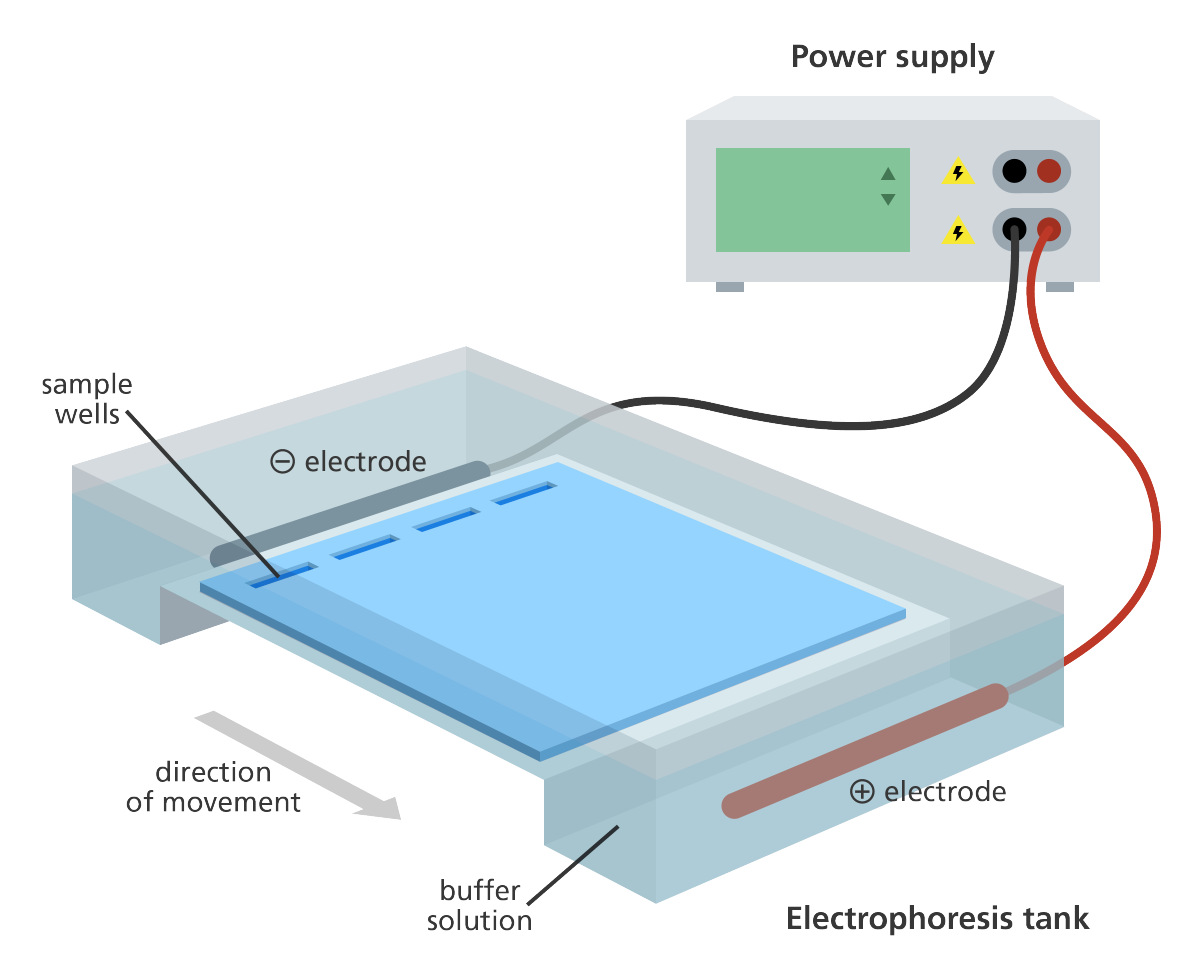 Power supply
sample
wells
⊖ electrode
direction
of movement
⊕ electrode
buffer
solution
Electrophoresis tank